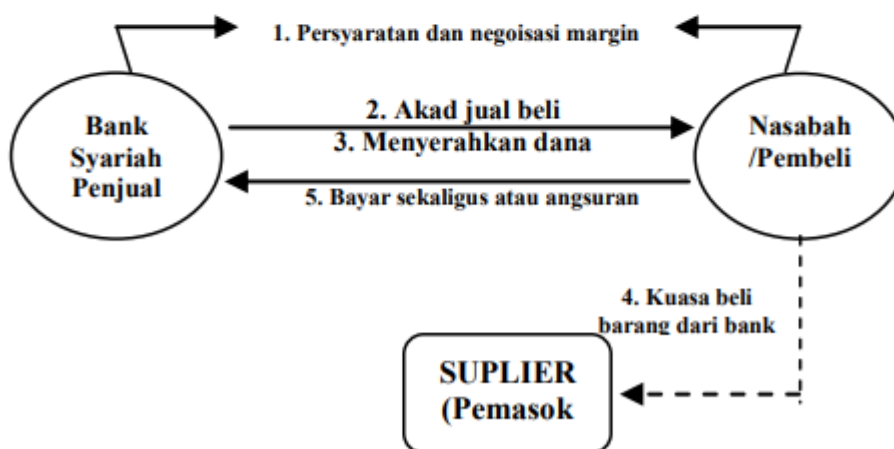 1. Persyaratan dan negoisasi margin
Bank
Syariah
Penjual
2. Akad jual beli
3. Menyerahkan dana
5. Bayar sekaligus atau angsuran
Nasabah
/Pembeli
4. Kuasa beli
barang dari bank
SUPLIER
(Pemasok